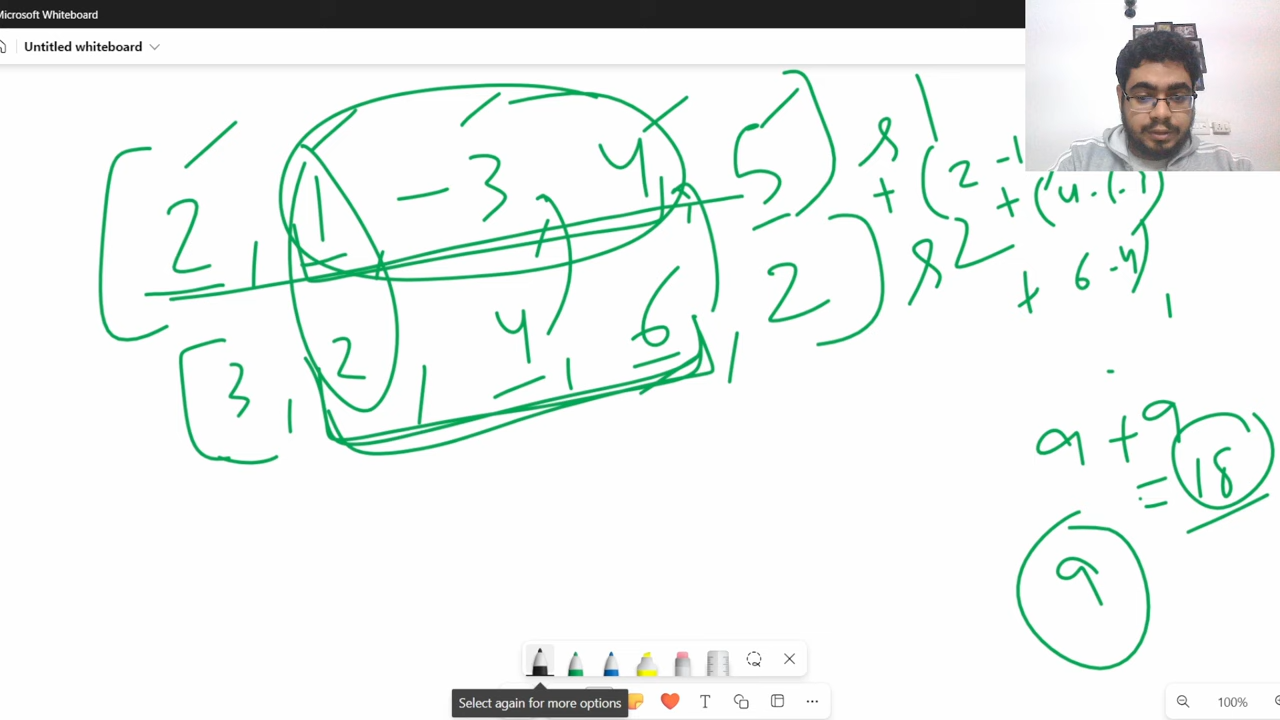 Microsoft Whiteboard
Untitled whiteboard
[2, 1, -3, 4, 5]
[3, 2, 4, 6, 2]
+ (2-1
+ (4-(-3)
+ 6-4)
9 + 9
= 18
9
Select again for more options
T
100%